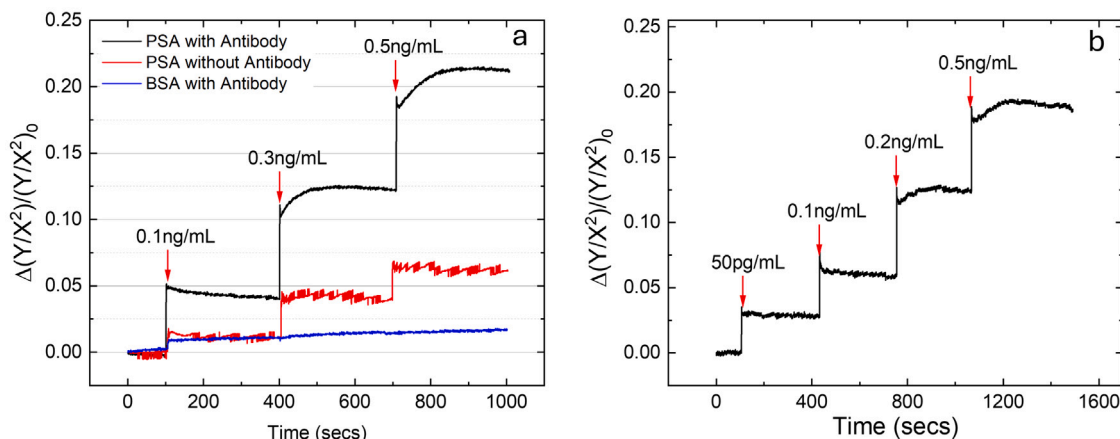 a
PSA with Antibody
PSA without Antibody
BSA with Antibody
0.1ng/mL
0.3ng/mL
0.5ng/mL
Δ(Y/X²)/(Y/X²)₀
0.25
0.20
0.15
0.10
0.05
0.00
0 200 400 600 800 1000
Time (secs)
b
50pg/mL
0.1ng/mL
0.2ng/mL
0.5ng/mL
Δ(Y/X²)/(Y/X²)₀
0.25
0.20
0.15
0.10
0.05
0.00
0 400 800 1200 1600
Time (secs)